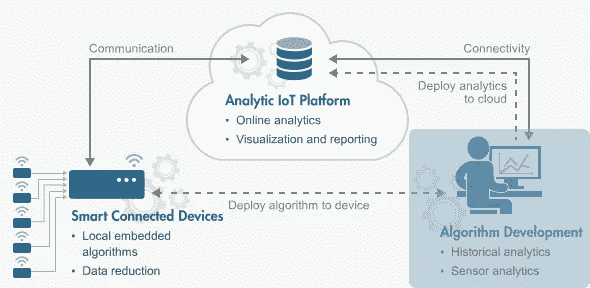 Communication
Connectivity
Analytic IoT Platform
• Online analytics
• Visualization and reporting
Deploy analytics
to cloud
Smart Connected Devices
• Local embedded
algorithms
• Data reduction
Deploy algorithm to device
Algorithm Development
• Historical analytics
• Sensor analytics